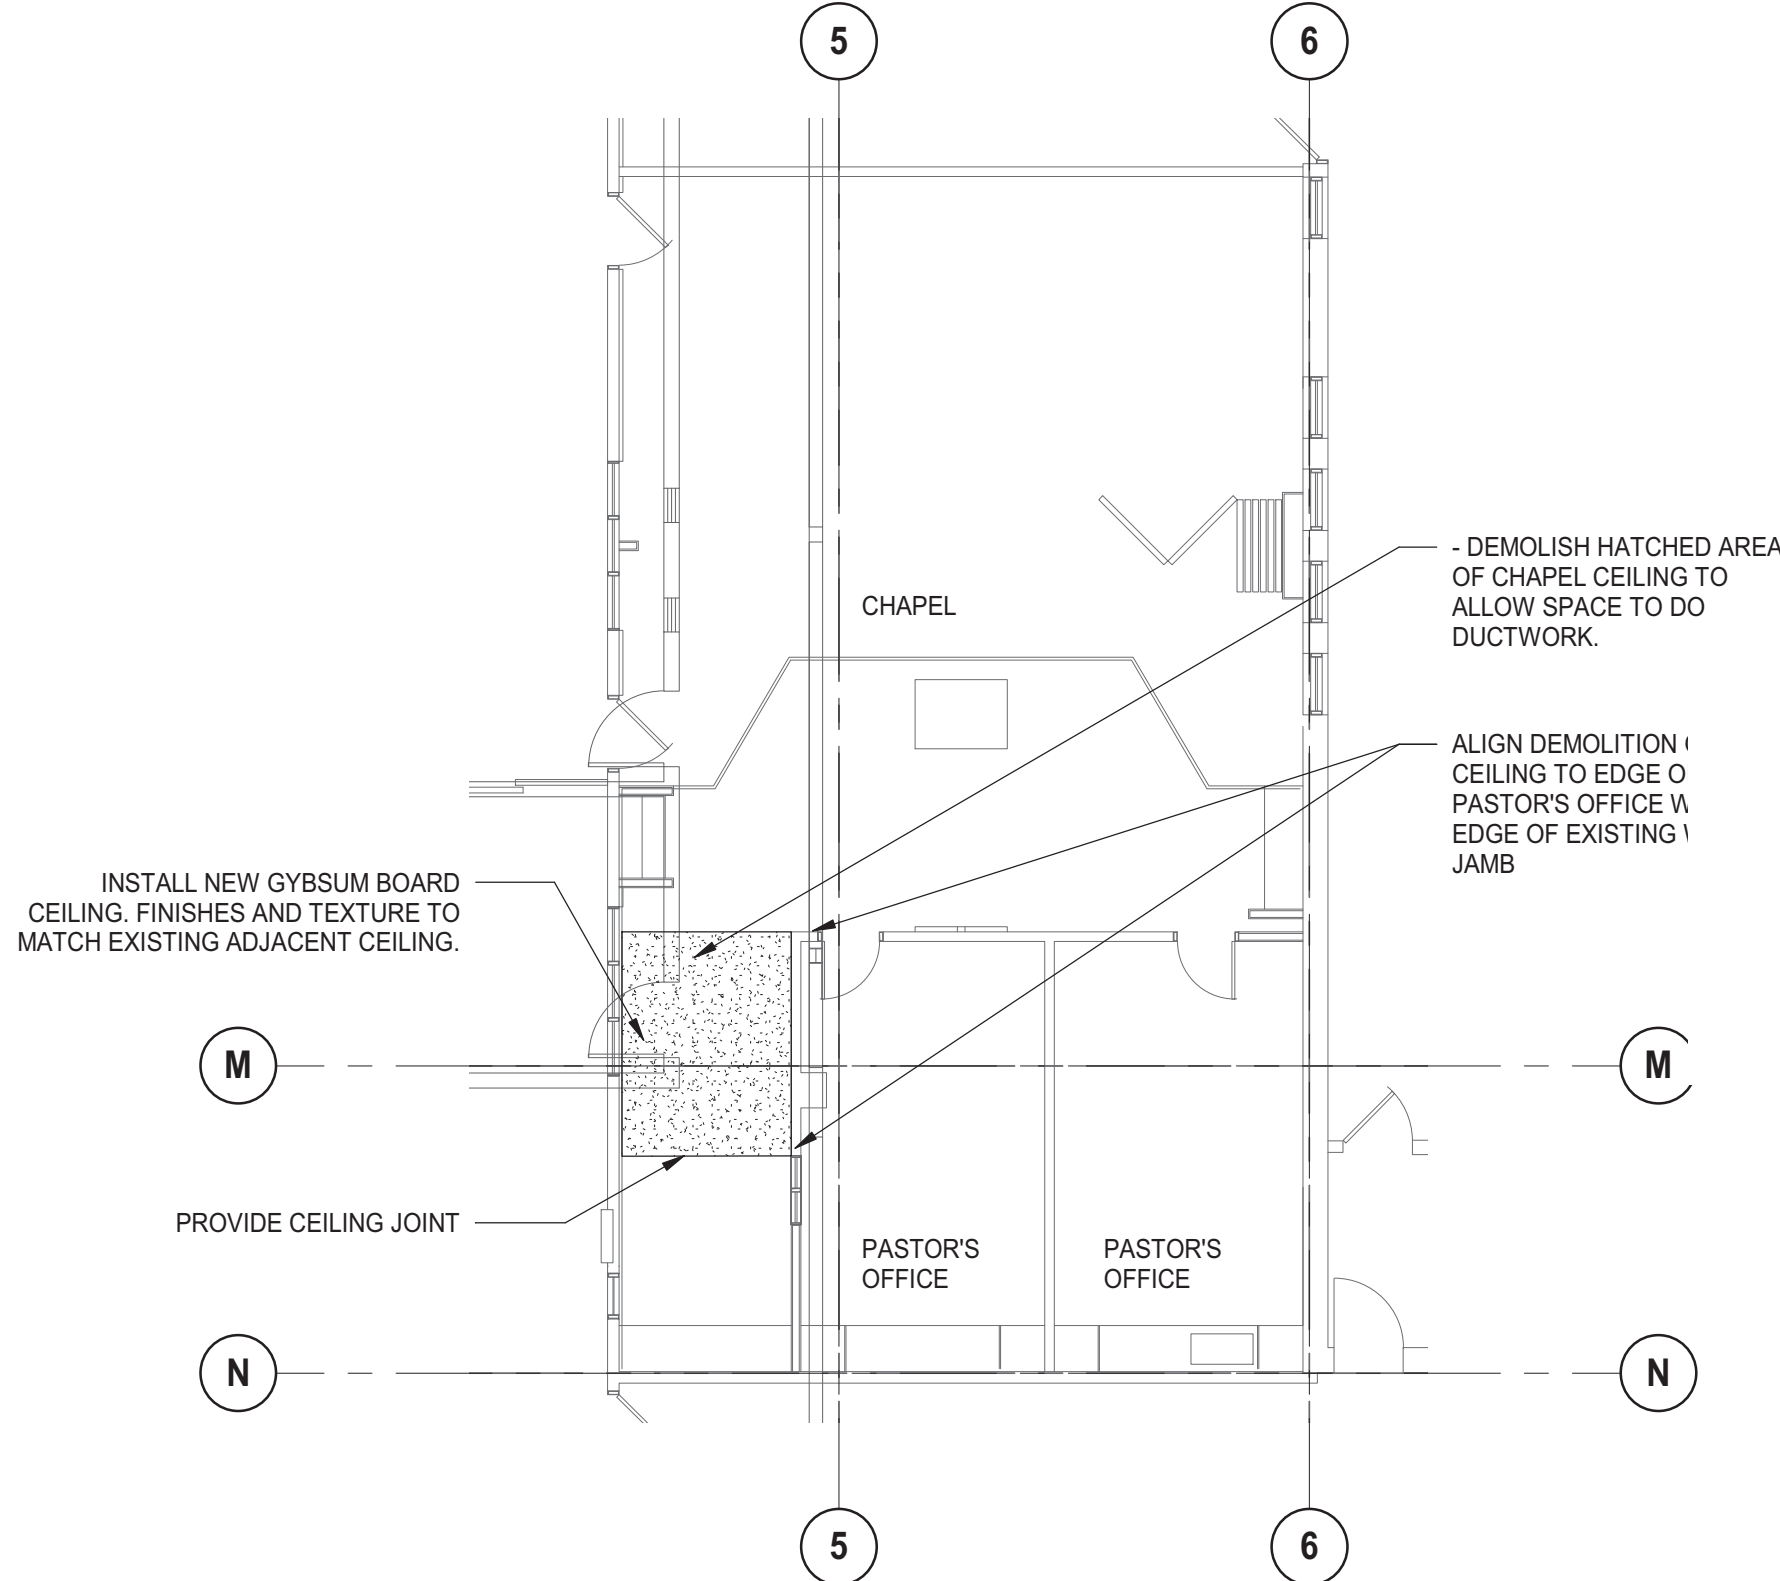 5
6
CHAPEL
- DEMOLISH HATCHED AREA
OF CHAPEL CEILING TO
ALLOW SPACE TO DO
DUCTWORK.
ALIGN DEMOLITION
CEILING TO EDGE
PASTOR'S OFFICE
EDGE OF EXISTING
JAMB
INSTALL NEW GYBSUM BOARD
CEILING. FINISHES AND TEXTURE TO
MATCH EXISTING ADJACENT CEILING.
M
M
PROVIDE CEILING JOINT
PASTOR'S
OFFICE
PASTOR'S
OFFICE
N
N
5
6